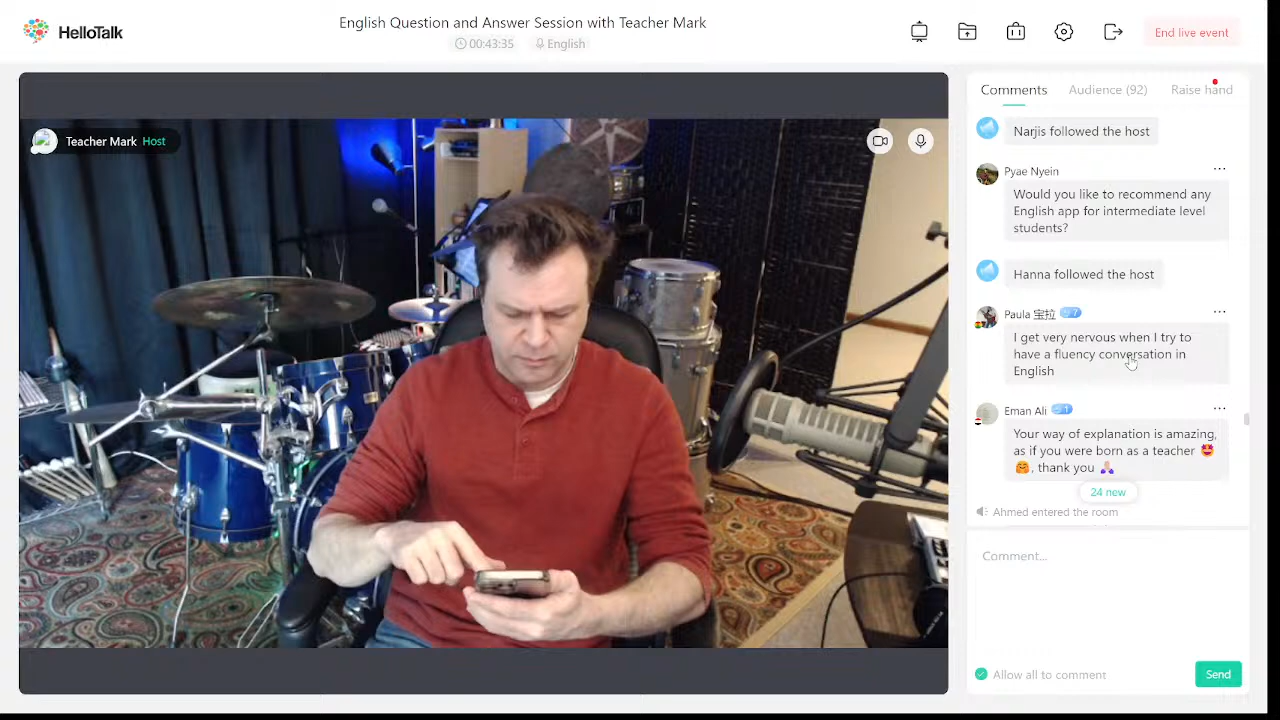 HelloTalk
English Question and Answer Session with Teacher Mark
00:43:35 English
End live event
Teacher Mark Host
Comments Audience (92) Raise hand
Narjis followed the host
Pyae Nyein
Would you like to recommend any
English app for intermediate level
students?
Hanna followed the host
Paula 宝拉 7
I get very nervous when I try to
have a fluency conversation in
English
Eman Ali 1
Your way of explanation is amazing,
as if you were born as a teacher 🤩
🤗, thank you 🙏🏻
24 new
Ahmed entered the room
Comment...
Allow all to comment
Send